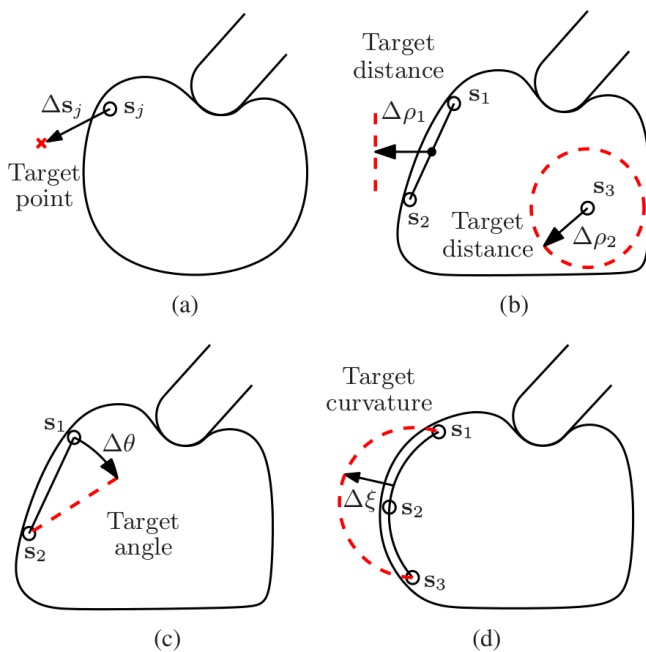 Δs_j
s_j
Target
point
(a)
Target
distance
s_1
Δρ_1
s_2
s_3
Target
distance
Δρ_2
(b)
s_1
Δθ
s_2
Target
angle
(c)
Target
curvature
s_1
Δξ
s_2
s_3
(d)